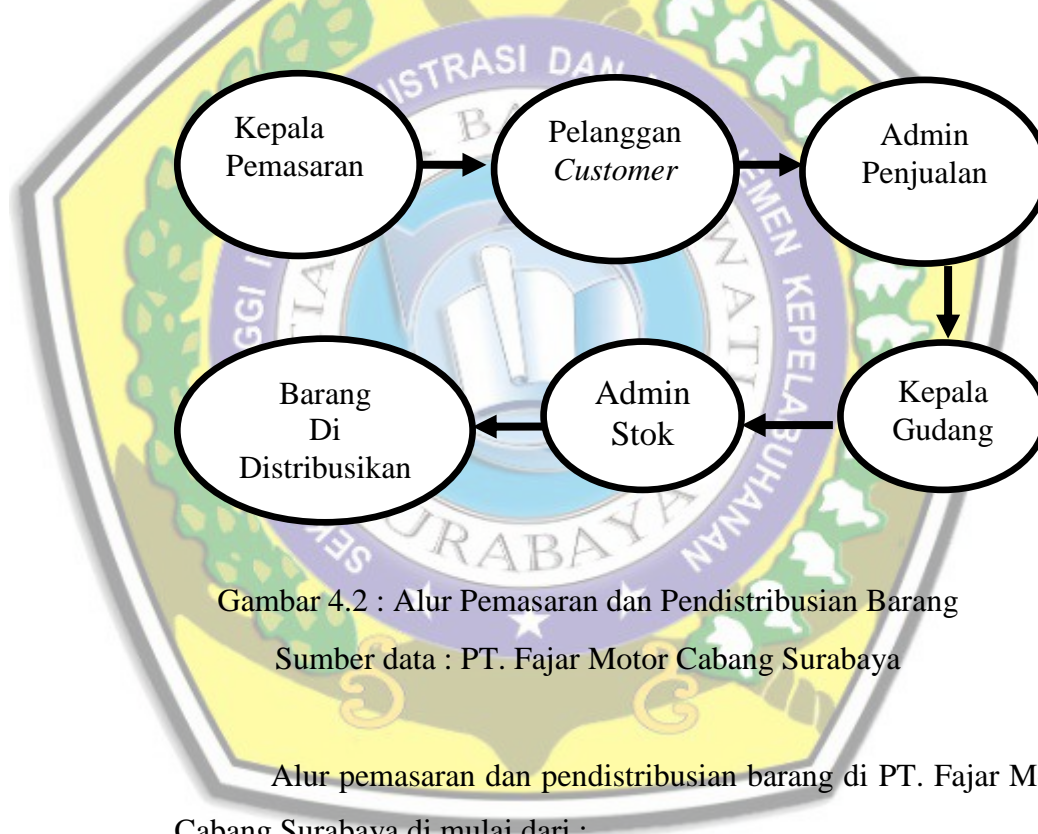 Kepala
Pemasaran
Pelanggan
Customer
Admin
Penjualan
Barang
Di
Distribusikan
Admin
Stok
Kepala
Gudang
Gambar 4.2 : Alur Pemasaran dan Pendistribusian Barang
Sumber data : PT. Fajar Motor Cabang Surabaya
Alur pemasaran dan pendistribusian barang di PT. Fajar M
Cabang Surabaya di mulai dari :
KEPELABUHANAN
SURABAYA